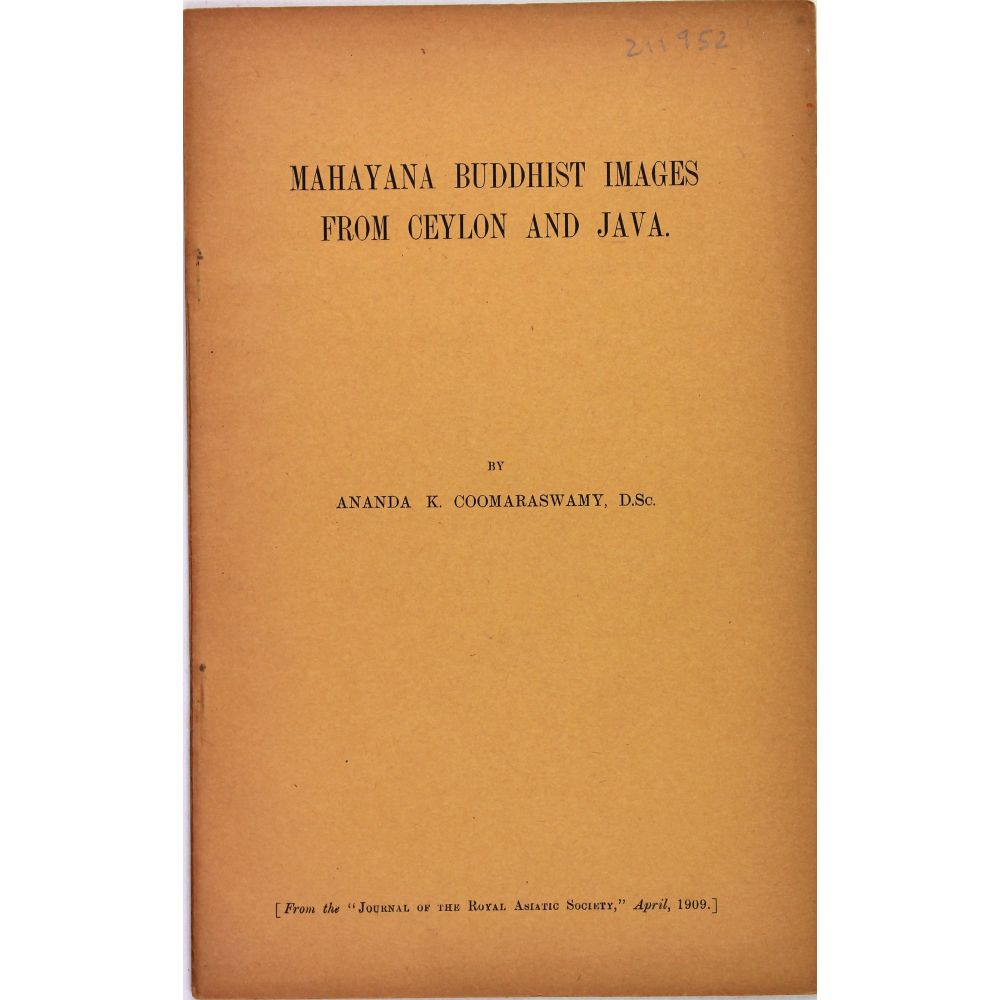 211952
MAHAYANA BUDDHIST IMAGES
FROM CEYLON AND JAVA.
BY
ANANDA K. COOMARASWAMY, D.Sc.
[From the "JOURNAL OF THE ROYAL ASIATIC SOCIETY," April, 1909.]